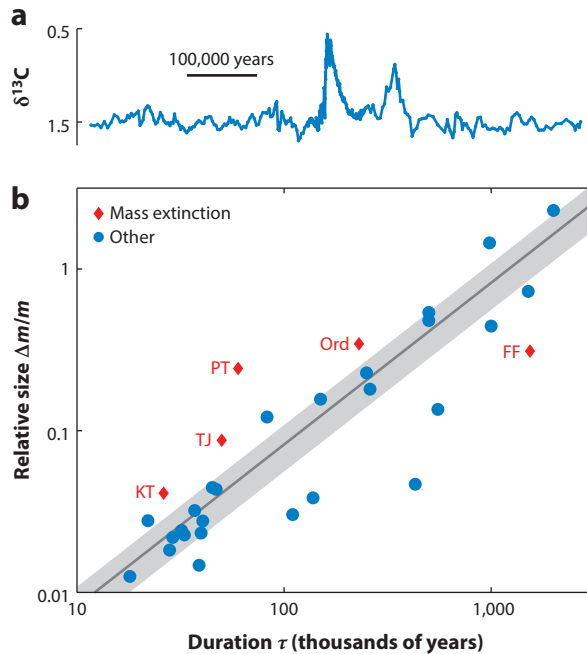 a
0.5
100,000 years
δ¹³C
1.5
b
Mass extinction
Other
1
Ord
PT
FF
Relative size Δm/m
0.1
TJ
KT
0.01
10
100
1,000
Duration τ (thousands of years)